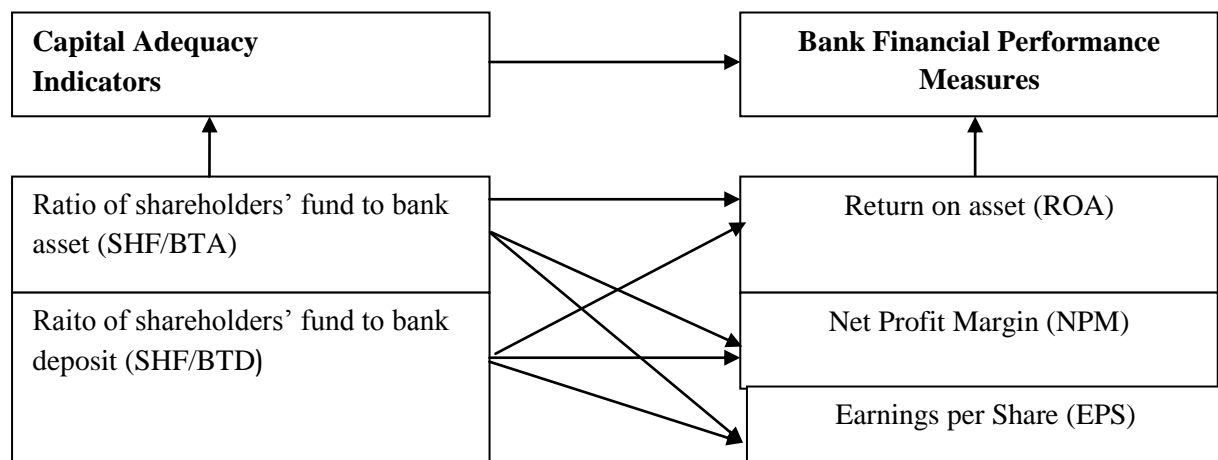 Capital Adequacy
Indicators
Bank Financial Performance
Measures
Ratio of shareholders’ fund to bank
asset (SHF/BTA)
Return on asset (ROA)
Raito of shareholders’ fund to bank
deposit (SHF/BTD)
Net Profit Margin (NPM)
Earnings per Share (EPS)